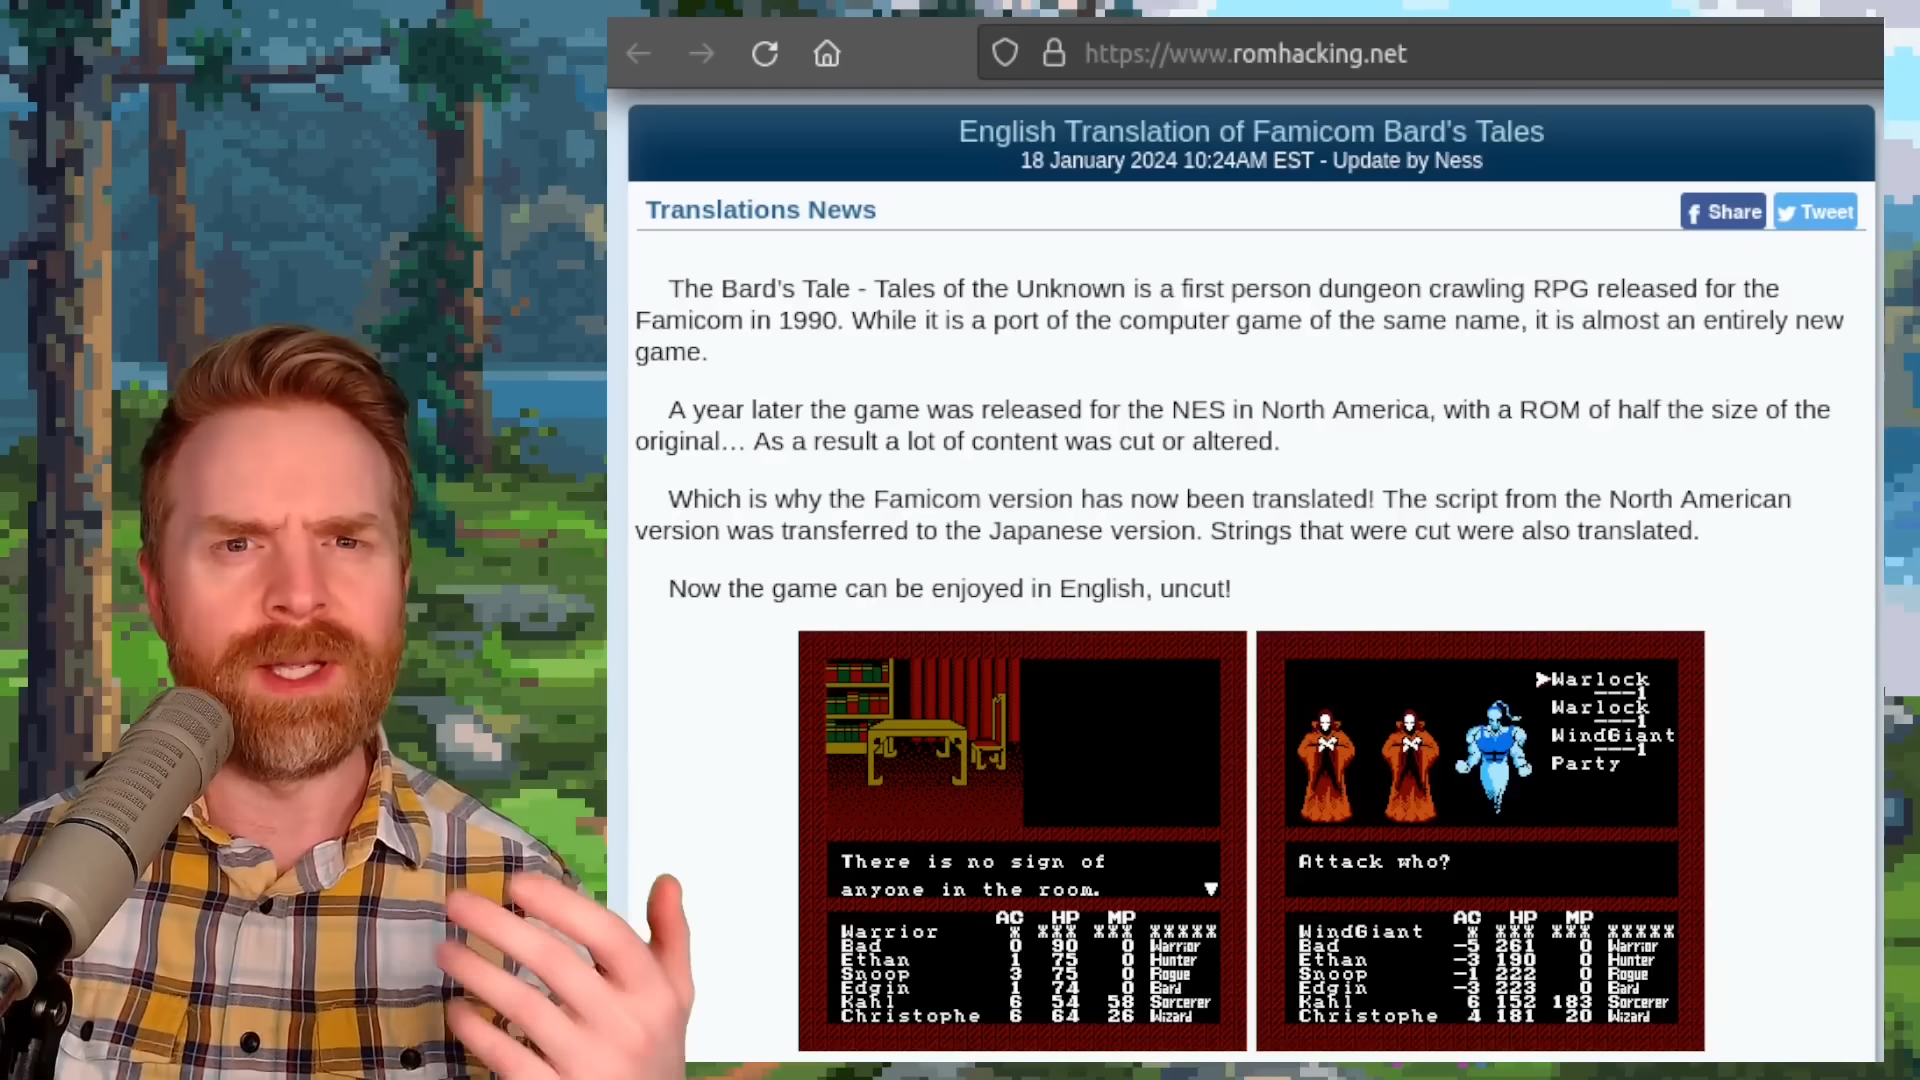 https://www.romhacking.net
English Translation of Famicom Bard's Tales
18 January 2024 10:24AM EST - Update by Ness
Translations News
Share Tweet
The Bard's Tale - Tales of the Unknown is a first person dungeon crawling RPG released for the
Famicom in 1990. While it is a port of the computer game of the same name, it is almost an entirely new
game.
A year later the game was released for the NES in North America, with a ROM of half the size of the
original… As a result a lot of content was cut or altered.
Which is why the Famicom version has now been translated! The script from the North American
version was transferred to the Japanese version. Strings that were cut were also translated.
Now the game can be enjoyed in English, uncut!
There is no sign of
anyone in the room.
AC HP MP
Warrior * *** *** *****
Bad 0 90 0 Warrior
Ethan 1 75 0 Hunter
Snoop 3 75 0 Rogue
Edgin 1 74 0 Bard
Kahl 6 54 58 Sorcerer
Christophe 6 64 26 Wizard
Warlock
---1
Warlock
---1
WindGiant
---1
Party
Attack who?
AC HP MP
WindGiant * *** *** *****
Bad -5 261 0 Warrior
Ethan -3 190 0 Hunter
Snoop -1 222 0 Rogue
Edgin -3 223 0 Bard
Kahl 6 152 183 Sorcerer
Christophe 4 181 20 Wizard